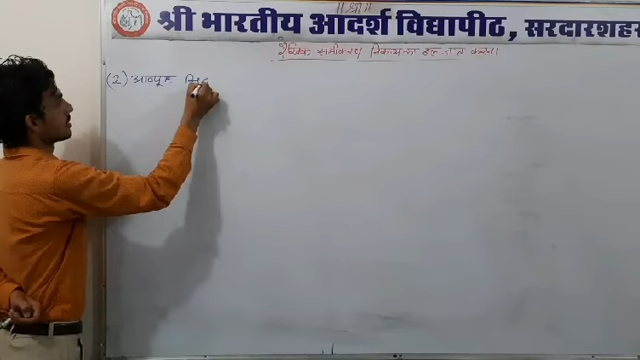 ॥ श्री ॥
श्री भारतीय आदर्श विद्यापीठ, सरदारशहर
रैखिक समीकरण निकाय का हल ज्ञात करना
(2) आव्यूह